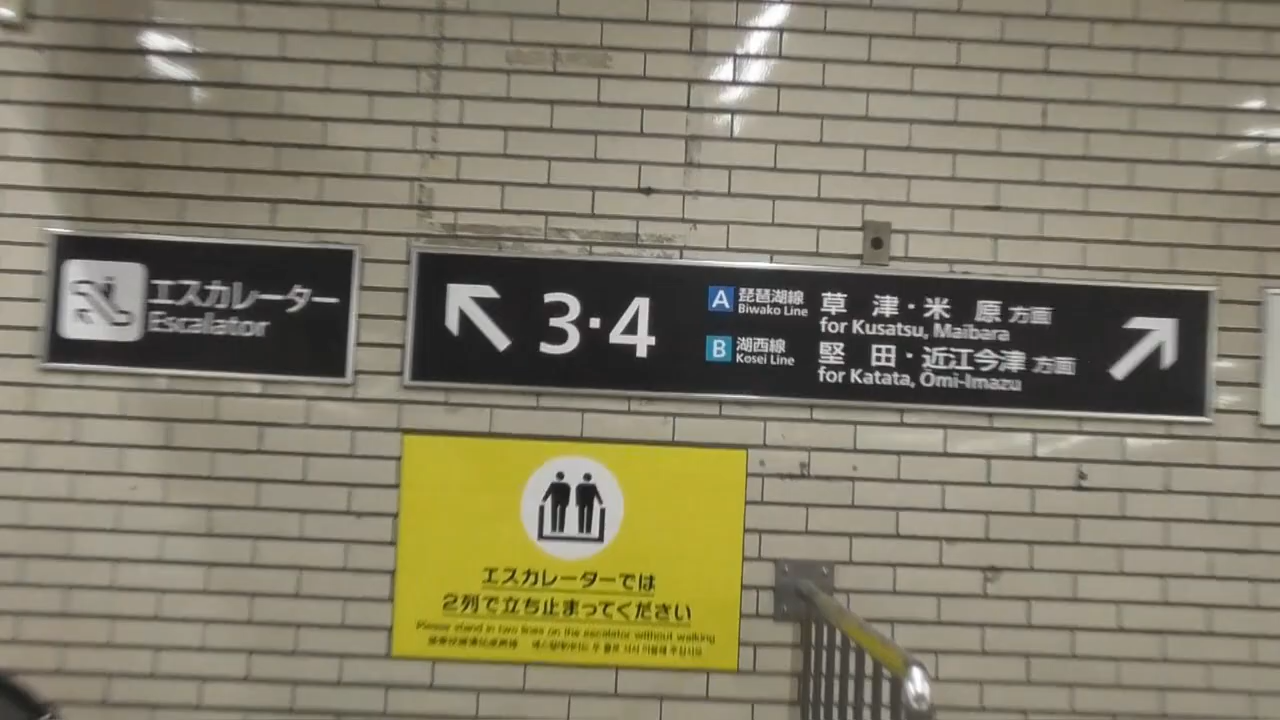 エスカレーター
Escalator
3·4
A 琵琶湖線
Biwako Line
草津·米原方面
for Kusatsu, Maibara
B 湖西線
Kosei Line
堅田·近江今津方面
for Katata, Ōmi-Imazu
エスカレーターでは
2列で立ち止まってください
Please stand in two lines on the escalator without walking